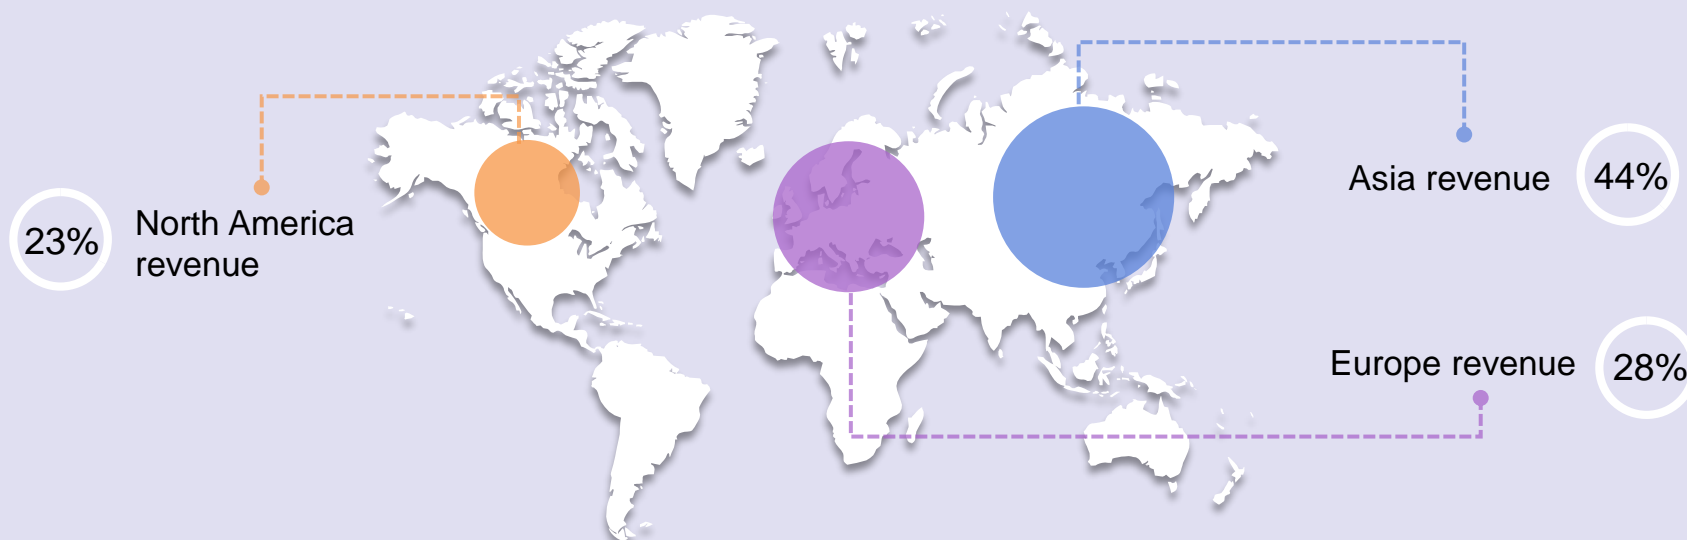 23%
North America
revenue
Asia revenue
44%
Europe revenue
28%